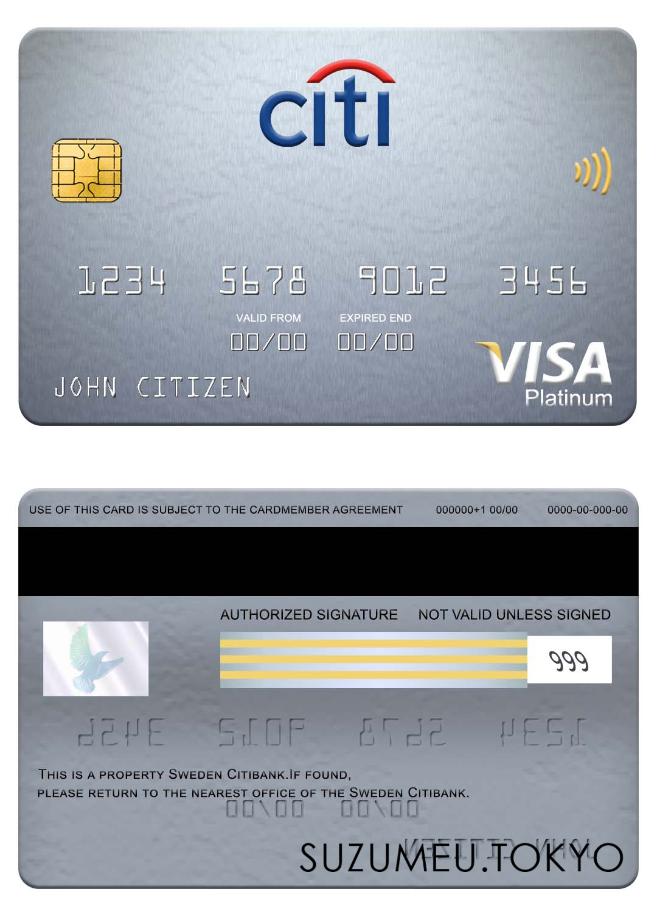 citi
1234 5678 9012 3456
VALID FROM EXPIRED END
00/00 00/00
JOHN CITIZEN
VISA
Platinum
USE OF THIS CARD IS SUBJECT TO THE CARDMEMBER AGREEMENT 000000+1 00/00 0000-00-000-00
AUTHORIZED SIGNATURE NOT VALID UNLESS SIGNED
999
THIS IS A PROPERTY SWEDEN CITIBANK.IF FOUND,
PLEASE RETURN TO THE NEAREST OFFICE OF THE SWEDEN CITIBANK.
SUZUMEU.TOKYO